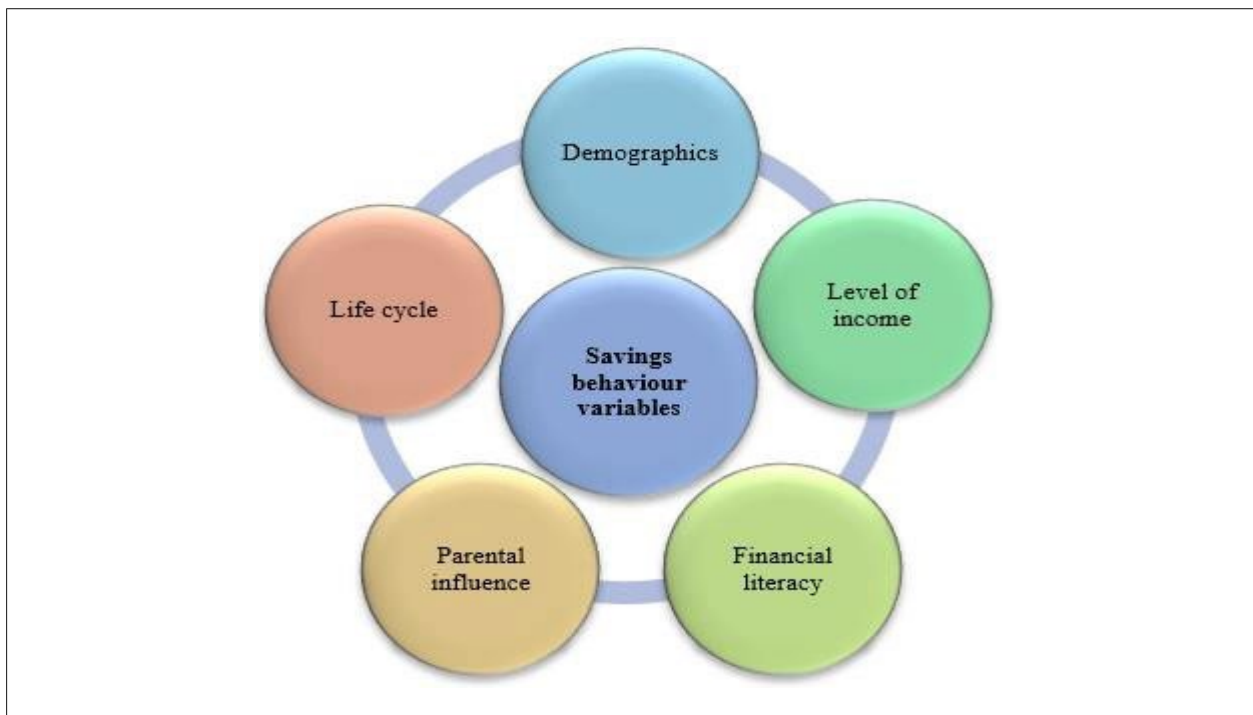 Demographics
Level of
income
Financial
literacy
Parental
influence
Life cycle
Savings
behaviour
variables